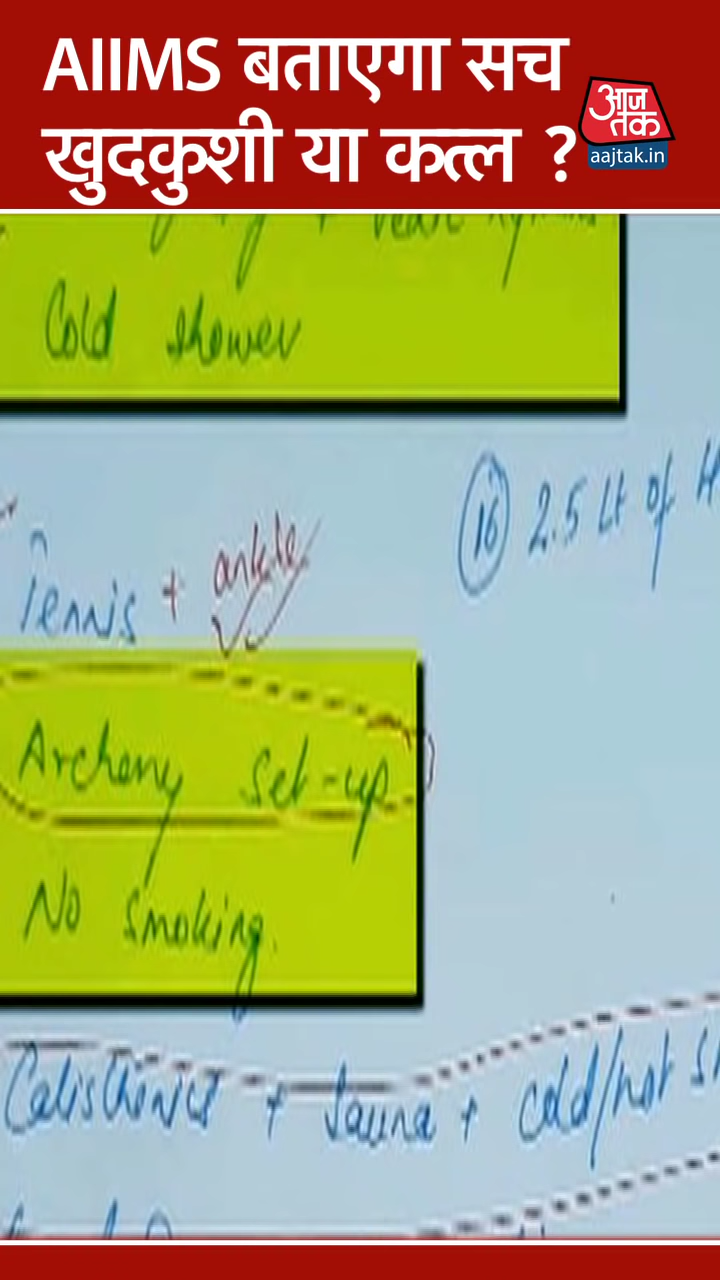 AIIMS बताएगा सच
खुदकुशी या कत्ल ?
आज
तक
aajtak.in
Cold shower
16 2.5 Lt of
Tennis + ankle
Archery Set-up
No smoking.
Calisthenics + Sauna + cold/hot